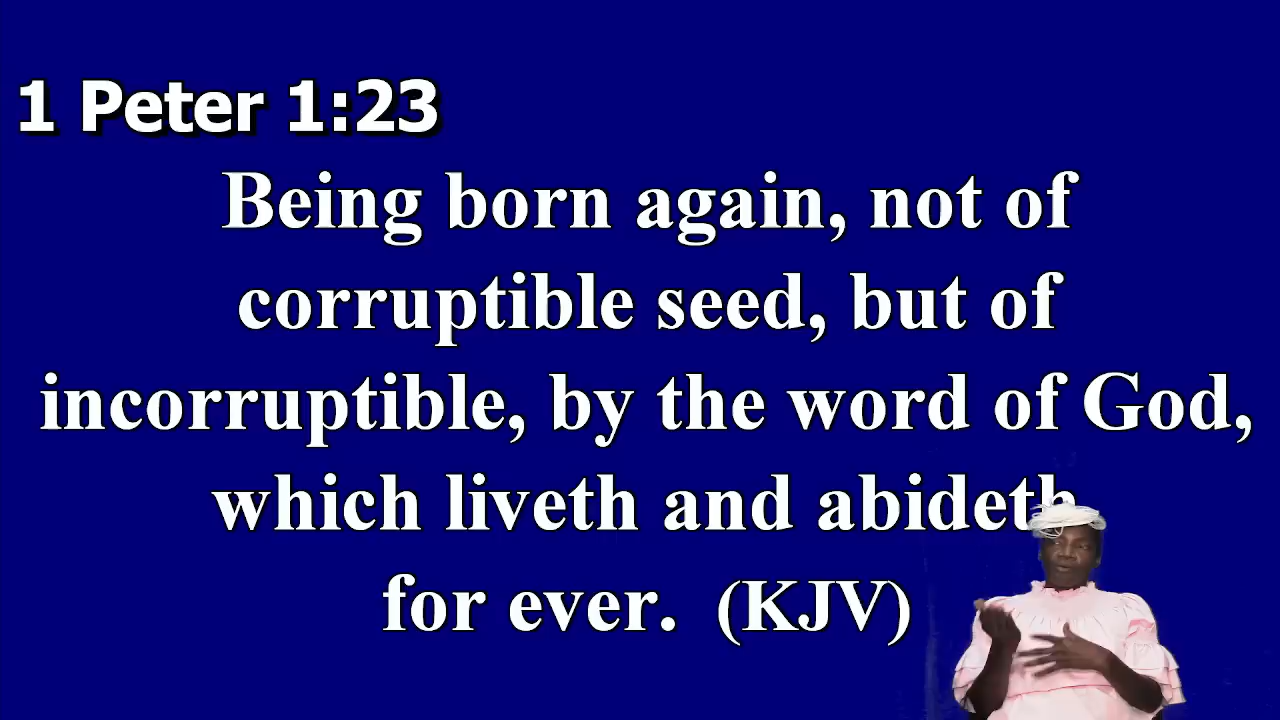 1 Peter 1:23
Being born again, not of
corruptible seed, but of
incorruptible, by the word of God,
which liveth and abideth
for ever. (KJV)